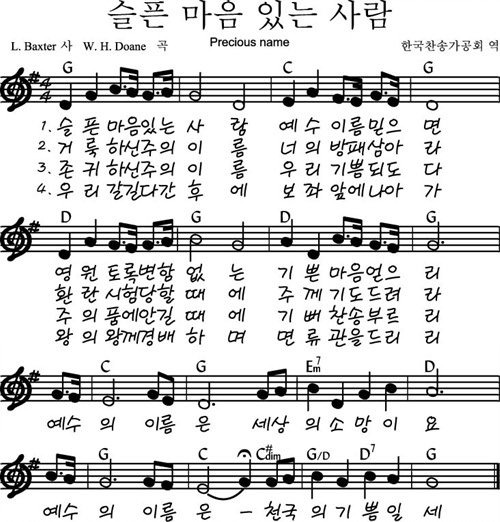 슬픈 마음 있는 사람
L. Baxter 사 W. H. Doane 곡 Precious name 한국찬송가공회 역
G C G
1. 슬 픈 마음있는 사 랑 예 수 이름믿으 면
2. 거 룩 하신주의 이 름 너 의 방패삼아 라
3. 존 귀 하신주의 이 름 우 리 기쁨되도 다
4. 우 리 갈길다간 후 에 보 좌 앞에나아 가
D G D G
영 원 토록변함 없 는 기 쁜 마음얻으 리
환 란 시험당할 때 에 주 께 기도드려 라
주 의 품에안길 때 에 기 뻐 찬송부르 리
왕 의 왕께경배 하 며 면 류 관을드리 리
C G Em7 D
예수 의 이름 은 세상 의소 망이 요
G C C#dim G/D D7 G
예수 의 이름 은 - 천국 의기 쁨일 세